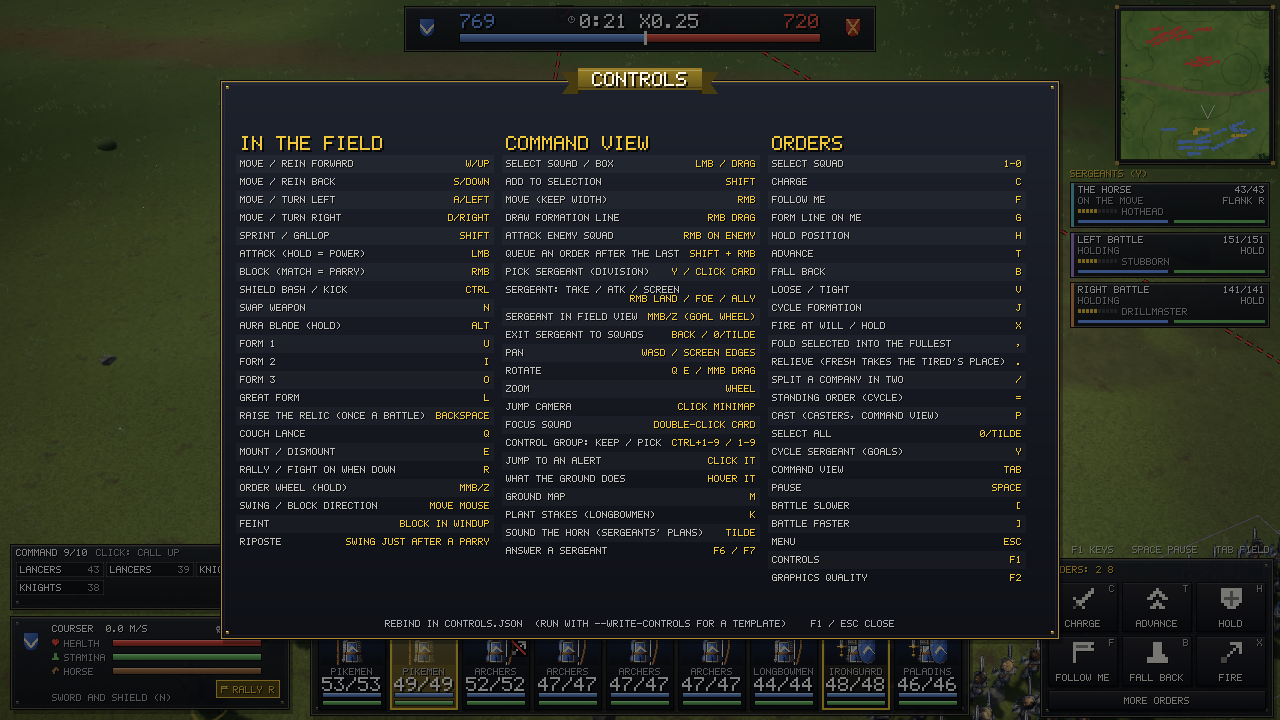 769 0:21 X0.25 720
CONTROLS
IN THE FIELD
MOVE / REIN FORWARD W/UP
MOVE / REIN BACK S/DOWN
MOVE / TURN LEFT A/LEFT
MOVE / TURN RIGHT D/RIGHT
SPRINT / GALLOP SHIFT
ATTACK (HOLD = POWER) LMB
BLOCK (MATCH = PARRY) RMB
SHIELD BASH / KICK CTRL
SWAP WEAPON N
AURA BLADE (HOLD) ALT
FORM 1 U
FORM 2 I
FORM 3 O
GREAT FORM L
RAISE THE RELIC (ONCE A BATTLE) BACKSPACE
COUCH LANCE Q
MOUNT / DISMOUNT E
RALLY / FIGHT ON WHEN DOWN R
ORDER WHEEL (HOLD) MMB/Z
SWING / BLOCK DIRECTION MOVE MOUSE
FEINT BLOCK IN WINDUP
RIPOSTE SWING JUST AFTER A PARRY
COMMAND VIEW
SELECT SQUAD / BOX LMB / DRAG
ADD TO SELECTION SHIFT
MOVE (KEEP WIDTH) RMB
DRAW FORMATION LINE RMB DRAG
ATTACK ENEMY SQUAD RMB ON ENEMY
QUEUE AN ORDER AFTER THE LAST SHIFT + RMB
PICK SERGEANT (DIVISION) Y / CLICK CARD
SERGEANT: TAKE / ATK / SCREEN
RMB LAND / FOE / ALLY
SERGEANT IN FIELD VIEW MMB/Z (GOAL WHEEL)
EXIT SERGEANT TO SQUADS BACK / 0/TILDE
PAN WASD / SCREEN EDGES
ROTATE Q E / MMB DRAG
ZOOM WHEEL
JUMP CAMERA CLICK MINIMAP
FOCUS SQUAD DOUBLE-CLICK CARD
CONTROL GROUP: KEEP / PICK CTRL+1-9 / 1-9
JUMP TO AN ALERT CLICK IT
WHAT THE GROUND DOES HOVER IT
GROUND MAP M
PLANT STAKES (LONGBOWMEN) K
SOUND THE HORN (SERGEANTS' PLANS) TILDE
ANSWER A SERGEANT F6 / F7
ORDERS
SELECT SQUAD 1-0
CHARGE C
FOLLOW ME F
FORM LINE ON ME G
HOLD POSITION H
ADVANCE T
FALL BACK B
LOOSE / TIGHT V
CYCLE FORMATION J
FIRE AT WILL / HOLD X
FOLD SELECTED INTO THE FULLEST ,
RELIEVE (FRESH TAKES THE TIRED'S PLACE) .
SPLIT A COMPANY IN TWO /
STANDING ORDER (CYCLE) =
CAST (CASTERS, COMMAND VIEW) P
SELECT ALL 0/TILDE
CYCLE SERGEANT (GOALS) Y
COMMAND VIEW TAB
PAUSE SPACE
BATTLE SLOWER [
BATTLE FASTER ]
MENU ESC
CONTROLS F1
GRAPHICS QUALITY F2
REBIND IN CONTROLS.JSON (RUN WITH --WRITE-CONTROLS FOR A TEMPLATE) F1 / ESC CLOSE
SERGEANTS (Y)
THE HORSE 43/43
ON THE MOVE FLANK R
HOTHEAD
LEFT BATTLE 151/151
HOLDING HOLD
STUBBORN
RIGHT BATTLE 141/141
HOLDING HOLD
DRILLMASTER
COMMAND 9/10 CLICK: CALL UP
LANCERS 43 LANCERS 39
KNIGHTS 38
COURSER 0.0 M/S
HEALTH
STAMINA
HORSE
SWORD AND SHIELD (N) RALLY R
PIKEMEN 53/53
PIKEMEN 49/49
ARCHERS 52/52
ARCHERS 47/47
ARCHERS 47/47
ARCHERS 47/47
LONGBOWMEN 44/44
IRONGUARD 48/48
PALADINS 46/46
F1 KEYS SPACE PAUSE TAB FIELD
2 8
CHARGE C ADVANCE T HOLD H
FOLLOW ME F FALL BACK B FIRE X
MORE ORDERS